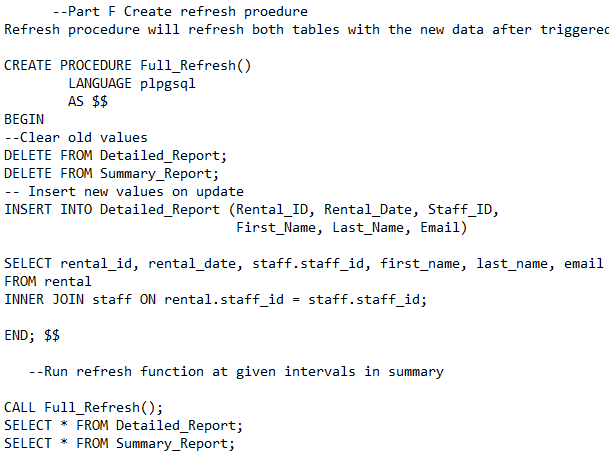 --Part F Create refresh proedure
Refresh procedure will refresh both tables with the new data after triggered
CREATE PROCEDURE Full_Refresh()
LANGUAGE plpgsql
AS $$
BEGIN
--Clear old values
DELETE FROM Detailed_Report;
DELETE FROM Summary_Report;
-- Insert new values on update
INSERT INTO Detailed_Report (Rental_ID, Rental_Date, Staff_ID,
First_Name, Last_Name, Email)
SELECT rental_id, rental_date, staff.staff_id, first_name, last_name, email
FROM rental
INNER JOIN staff ON rental.staff_id = staff.staff_id;
END; $$
--Run refresh function at given intervals in summary
CALL Full_Refresh();
SELECT * FROM Detailed_Report;
SELECT * FROM Summary_Report;